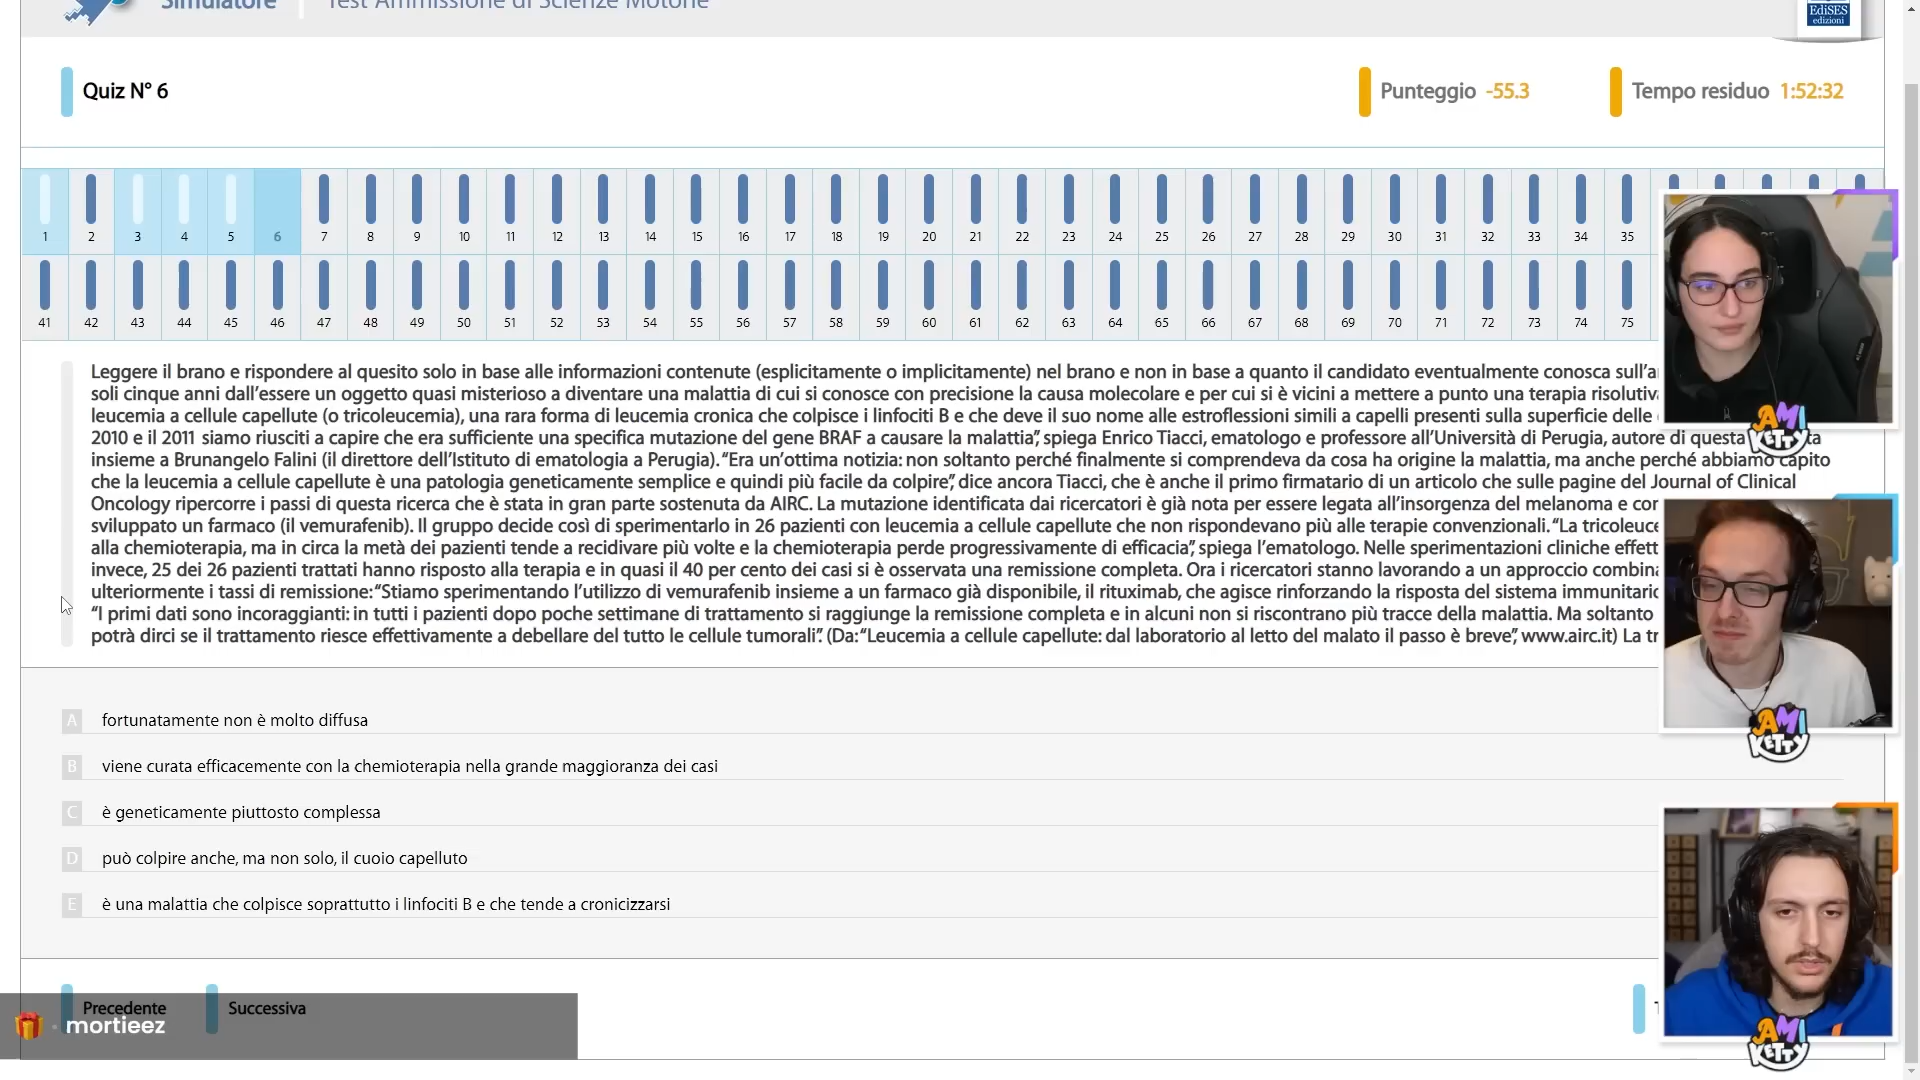 Simulatore
Test Ammissione di Scienze Motorie
EdiSES
edizioni
Quiz N° 6
Punteggio -55.3
Tempo residuo 1:52:32
1 2 3 4 5 6 7 8 9 10 11 12 13 14 15 16 17 18 19 20 21 22 23 24 25 26 27 28 29 30 31 32 33 34 35
41 42 43 44 45 46 47 48 49 50 51 52 53 54 55 56 57 58 59 60 61 62 63 64 65 66 67 68 69 70 71 72 73 74 75
Leggere il brano e rispondere al quesito solo in base alle informazioni contenute (esplicitamente o implicitamente) nel brano e non in base a quanto il candidato eventualmente conosca
soli cinque anni dall'essere un oggetto quasi misterioso a diventare una malattia di cui si conosce con precisione la causa molecolare e per cui si è vicini a mettere a punto una terapia
leucemia a cellule capellute (o tricoleucemia), una rara forma di leucemia cronica che colpisce i linfociti B e che deve il suo nome alle estroflessioni simili a capelli presenti sulla superficie delle
2010 e il 2011 siamo riusciti a capire che era sufficiente una specifica mutazione del gene BRAF a causare la malattia”, spiega Enrico Tiacci, ematologo e professore all'Università di Perugia, autore di questa
insieme a Brunangelo Falini (il direttore dell'Istituto di ematologia a Perugia). “Era un'ottima notizia: non soltanto perché finalmente si comprendeva da cosa ha origine la malattia, ma anche perché abbiamo capito
che la leucemia a cellule capellute è una patologia geneticamente semplice e quindi più facile da colpire”, dice ancora Tiacci, che è anche il primo firmatario di un articolo che sulle pagine del Journal of Clinical
Oncology ripercorre i passi di questa ricerca che è stata in gran parte sostenuta da AIRC. La mutazione identificata dai ricercatori è già nota per essere legata all'insorgenza del melanoma e
sviluppato un farmaco (il vemurafenib). Il gruppo decide così di sperimentarlo in 26 pazienti con leucemia a cellule capellute che non rispondevano più alle terapie convenzionali. “La
alla chemioterapia, ma in circa la metà dei pazienti tende a recidivare più volte e la chemioterapia perde progressivamente di efficacia”, spiega l'ematologo. Nelle sperimentazioni cliniche
invece, 25 dei 26 pazienti trattati hanno risposto alla terapia e in quasi il 40 per cento dei casi si è osservata una remissione completa. Ora i ricercatori stanno lavorando a un approccio
ulteriormente i tassi di remissione: “Stiamo sperimentando l'utilizzo di vemurafenib insieme a un farmaco già disponibile, il rituximab, che agisce rinforzando la risposta del sistema
“I primi dati sono incoraggianti: in tutti i pazienti dopo poche settimane di trattamento si raggiunge la remissione completa e in alcuni non si riscontrano più tracce della malattia. Ma soltanto
potrà dirci se il trattamento riesce effettivamente a debellare del tutto le cellule tumorali”. (Da: “Leucemia a cellule capellute: dal laboratorio al letto del malato il passo è breve”, www.airc.it) La
A fortunatamente non è molto diffusa
B viene curata efficacemente con la chemioterapia nella grande maggioranza dei casi
C è geneticamente piuttosto complessa
D può colpire anche, ma non solo, il cuoio capelluto
E è una malattia che colpisce soprattutto i linfociti B e che tende a cronicizzarsi
Precedente
Successiva
mortieez
AMI
KETTY
AMI
KETTY
AMI
KETTY